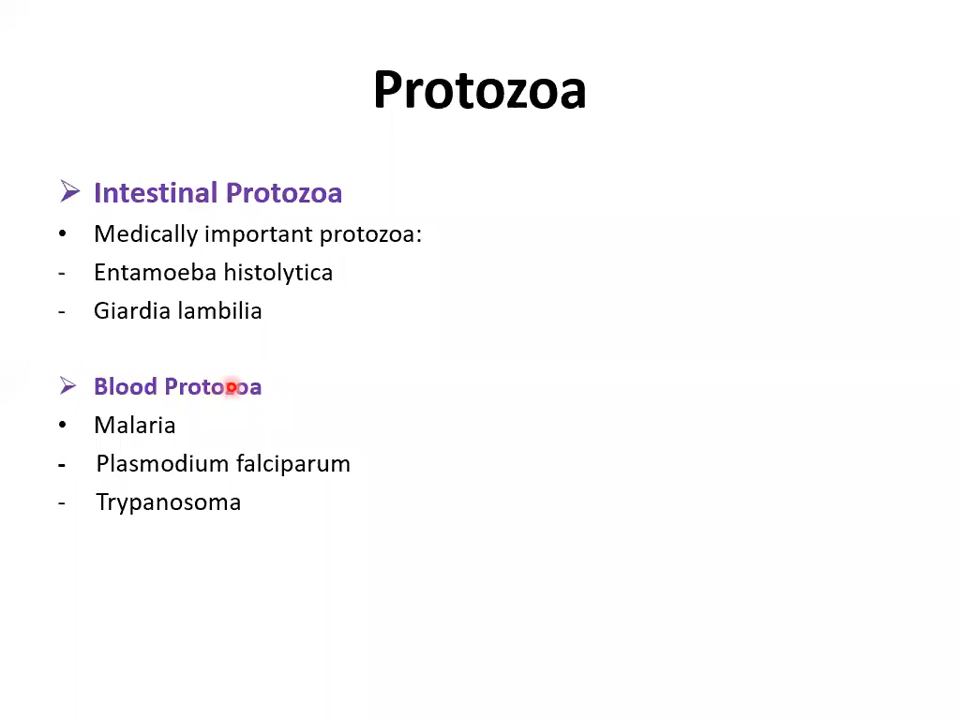 Protozoa
➢ Intestinal Protozoa
• Medically important protozoa:
- Entamoeba histolytica
- Giardia lambilia
➢ Blood Protozoa
• Malaria
- Plasmodium falciparum
- Trypanosoma